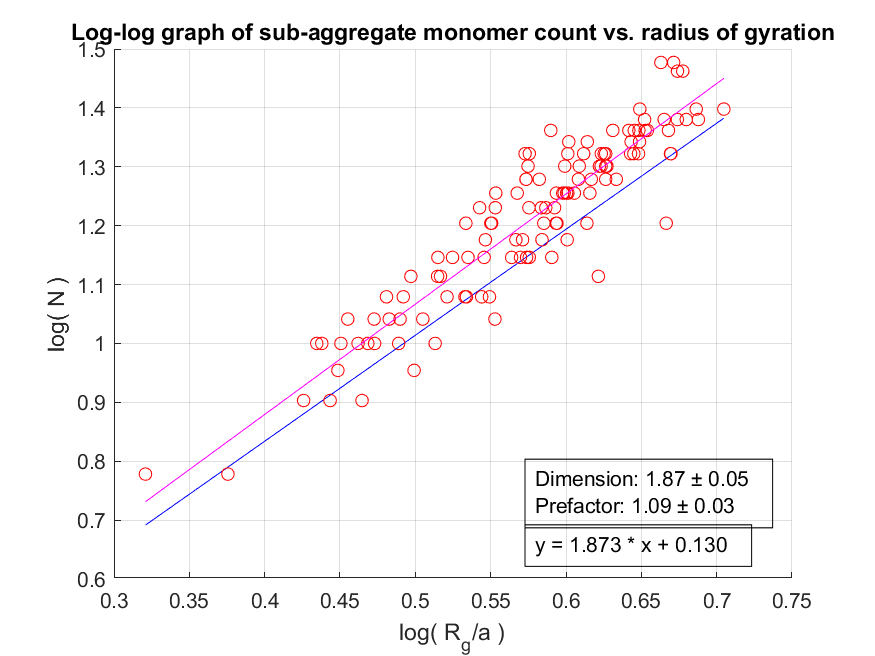 Log-log graph of sub-aggregate monomer count vs. radius of gyration
1.5
1.4
1.3
1.2
1.1
1
0.9
0.8
0.7
0.6
log( N )
Dimension: 1.87 ± 0.05
Prefactor: 1.09 ± 0.03
y = 1.873 * x + 0.130
0.3 0.35 0.4 0.45 0.5 0.55 0.6 0.65 0.7 0.75
log( R_g/a )